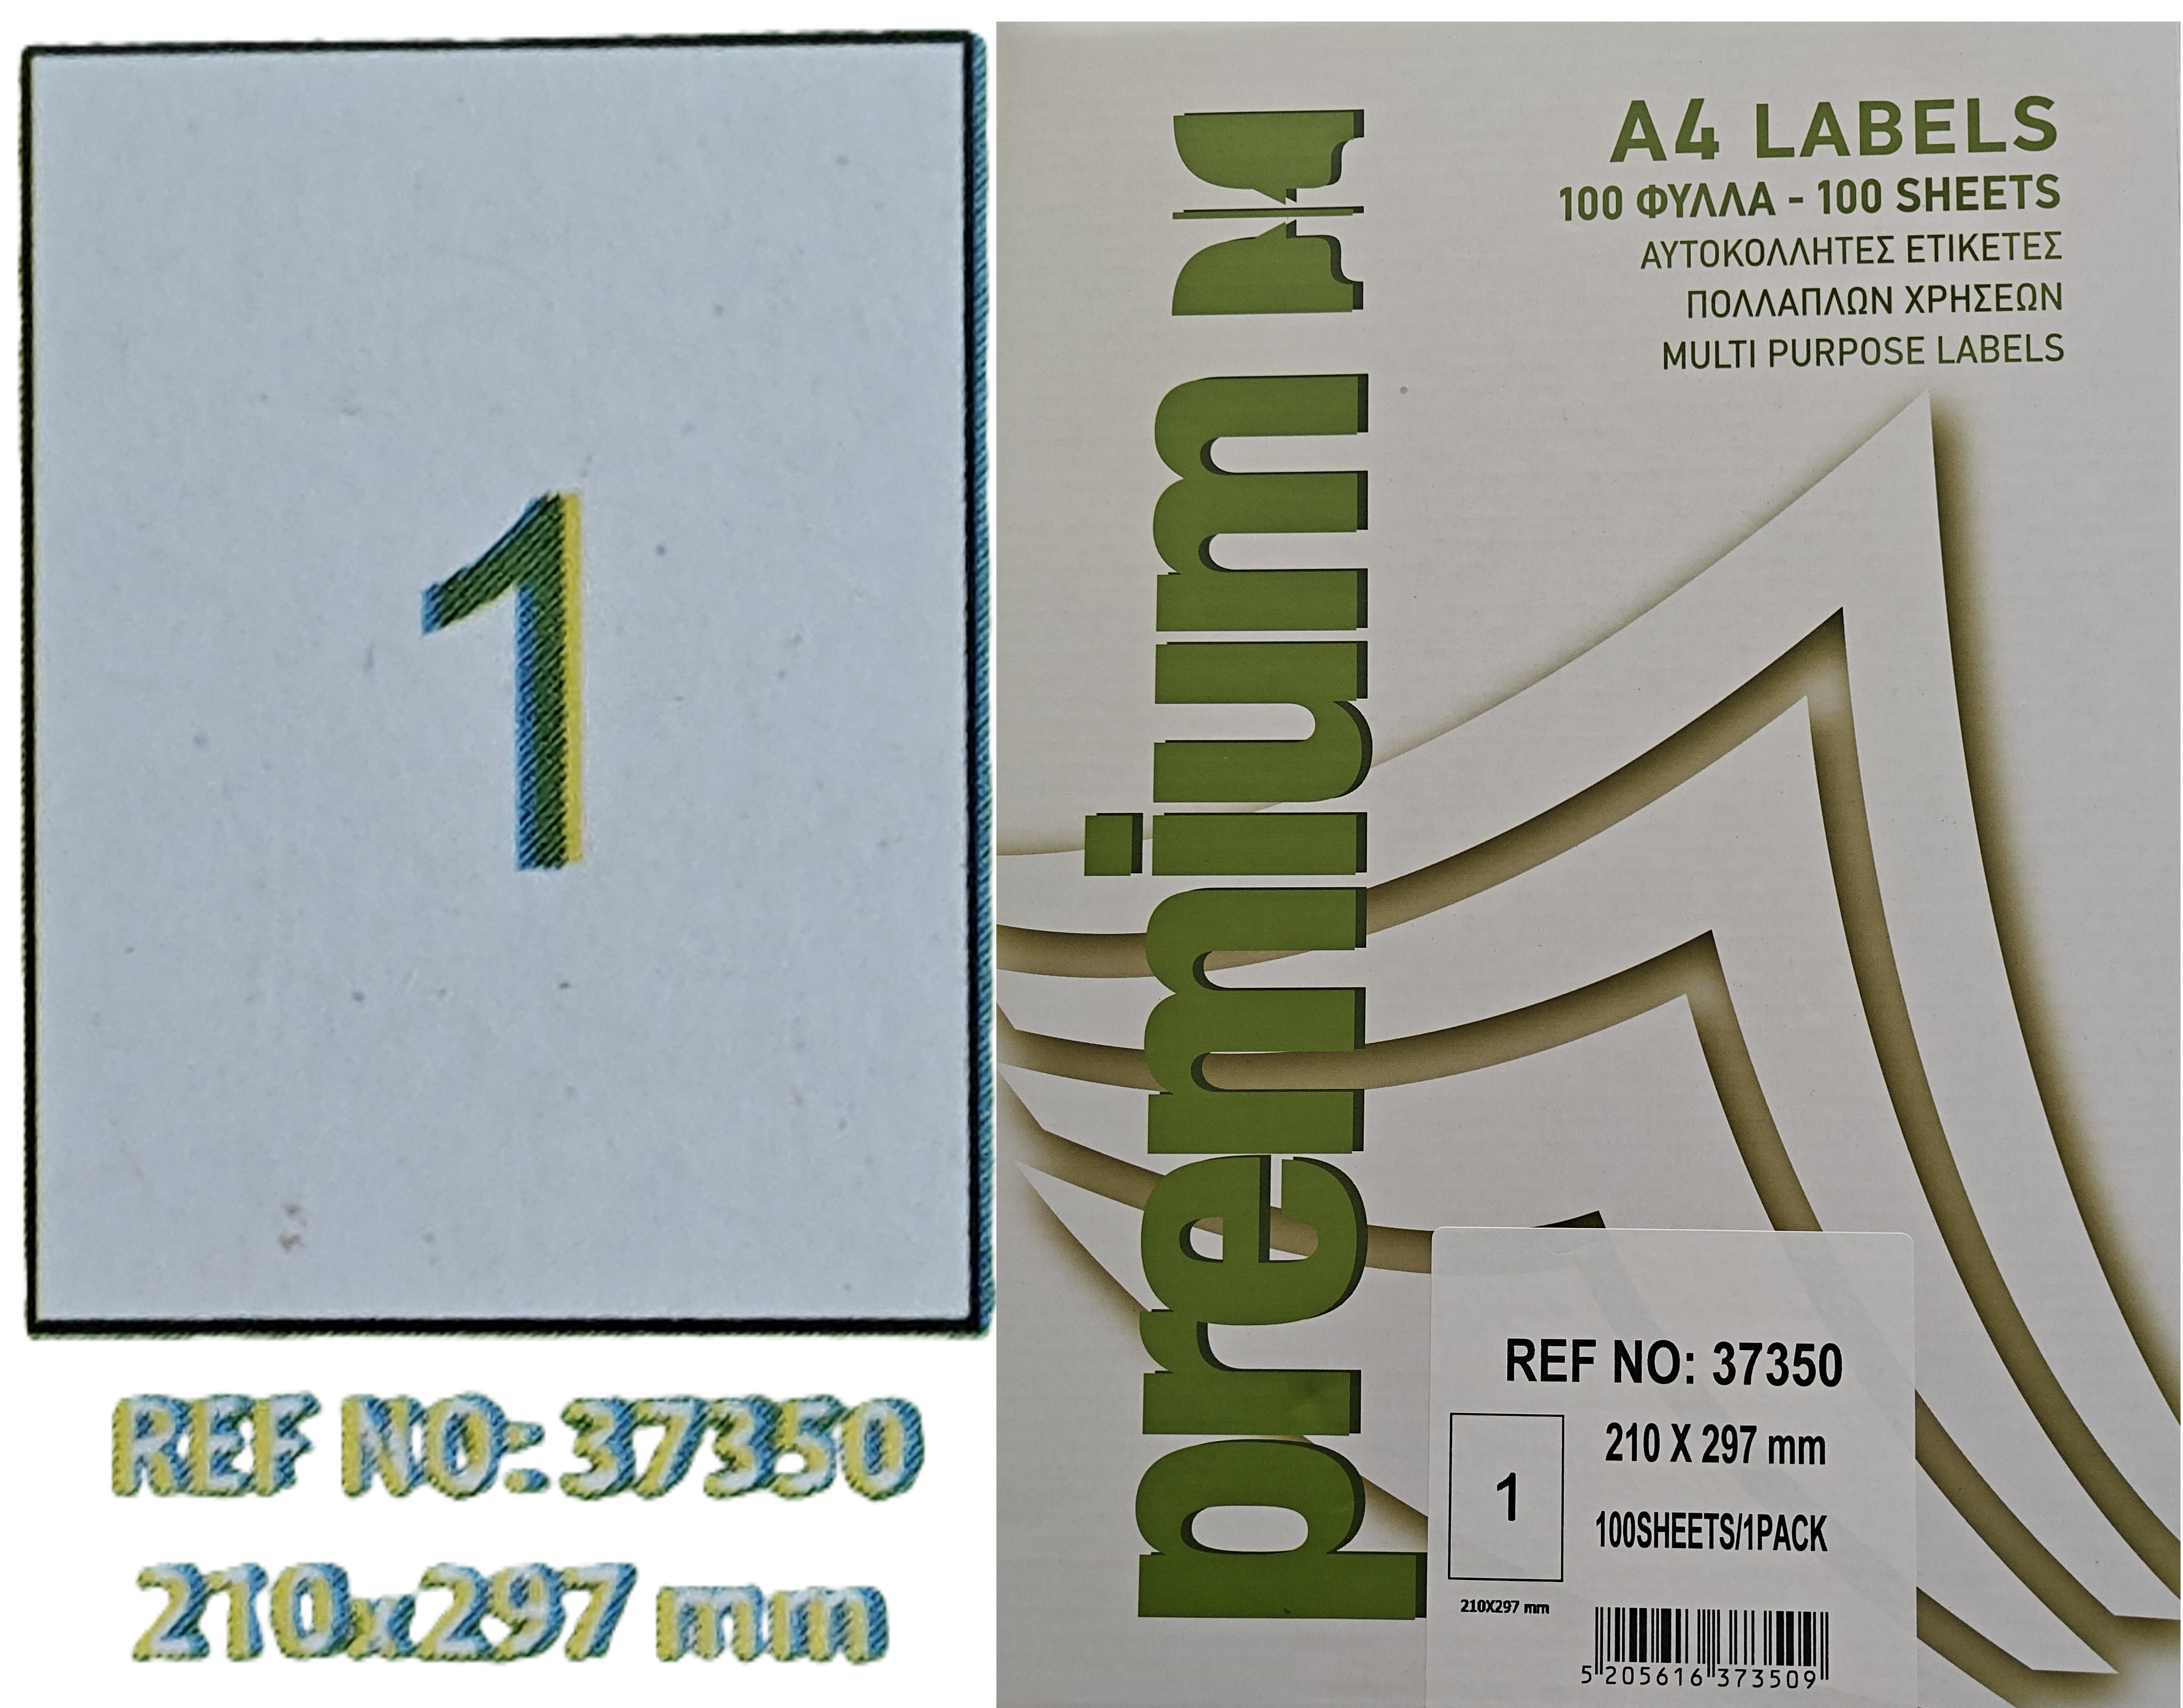 1
REF NO: 37350
210x297 mm
premium
A4 LABELS
100 ΦΥΛΛΑ - 100 SHEETS
ΑΥΤΟΚΟΛΛΗΤΕΣ ΕΤΙΚΕΤΕΣ
ΠΟΛΛΑΠΛΩΝ ΧΡΗΣΕΩΝ
MULTI PURPOSE LABELS
REF NO: 37350
1
210X297 mm
210 X 297 mm
100SHEETS/1PACK
5 205616 373509